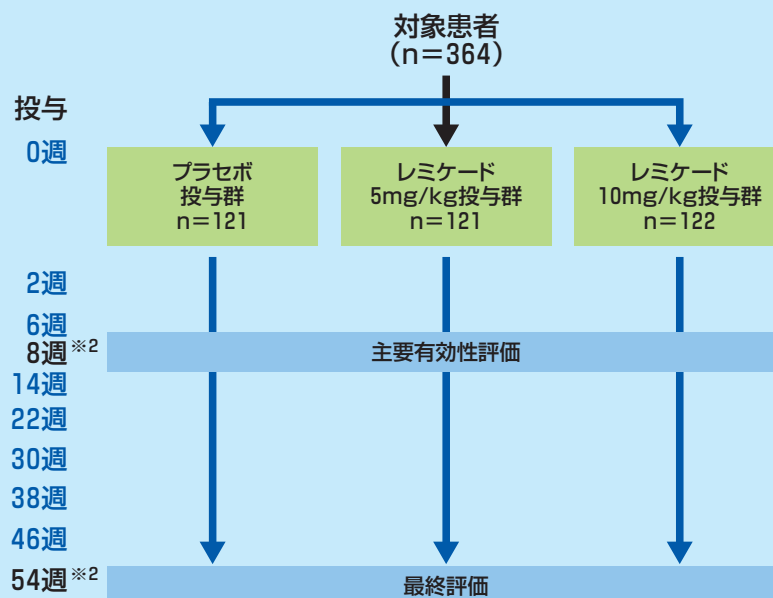 対象患者
（n＝364）
投与
0週
プラセボ
投与群
n＝121
レミケード
5mg/kg投与群
n＝121
レミケード
10mg/kg投与群
n＝122
2週
6週
8週※2
主要有効性評価
14週
22週
30週
38週
46週
54週※2
最終評価